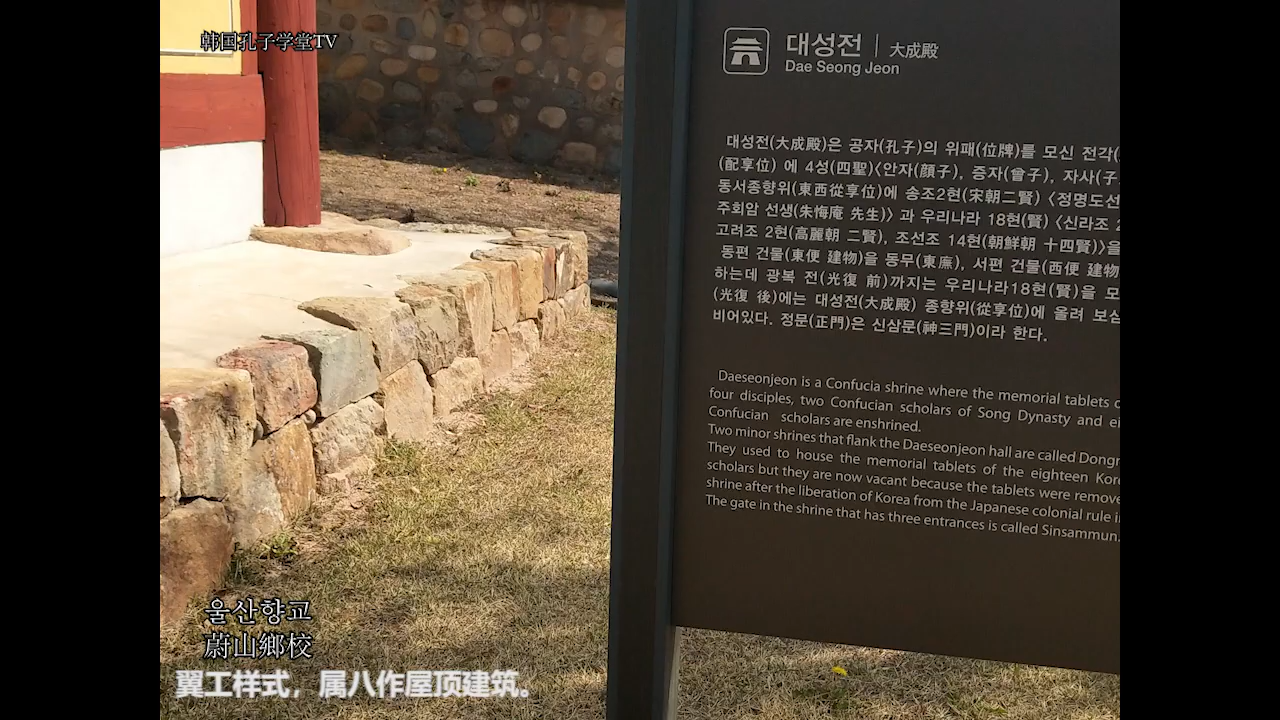 韩国孔子学堂TV
대성전 | 大成殿
Dae Seong Jeon
대성전(大成殿)은 공자(孔子)의 위패(位牌)를 모신 전각(
(配享位) 에 4성(四聖)〈안자(顔子), 증자(曾子), 자사(子
동서종향위(東西從享位)에 송조2현(宋朝二賢) 〈정명도선
주회암 선생(朱悔庵 先生)〉 과 우리나라 18현(賢) 〈신라조 2
고려조 2현(高麗朝 二賢), 조선조 14현(朝鮮朝 十四賢)〉을
동편 건물(東便 建物)을 동무(東廡), 서편 건물(西便 建物
하는데 광복 전(光復 前)까지는 우리나라18현(賢)을 모
(光復 後)에는 대성전(大成殿) 종향위(從享位)에 올려 보심
비어있다. 정문(正門)은 신삼문(神三門)이라 한다.
Daeseonjeon is a Confucia shrine where the memorial tablets
four disciples, two Confucian scholars of Song Dynasty and
Confucian scholars are enshrined.
Two minor shrines that flank the Daeseonjeon hall are called
They used to house the memorial tablets of the eighteen
scholars but they are now vacant because the tablets were
shrine after the liberation of Korea from the Japanese colonial rule
The gate in the shrine that has three entrances is called Sinsammun.
울산향교
蔚山鄉校
翼工样式，属八作屋顶建筑。